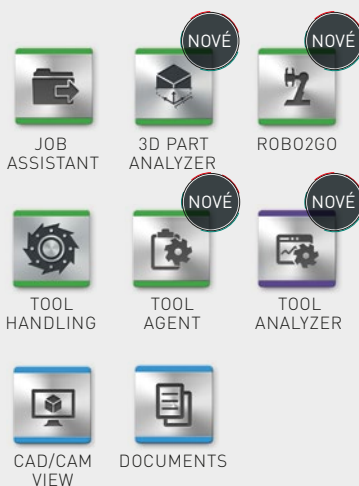 NOVÉ
NOVÉ
JOB
ASSISTANT
3D PART
ANALYZER
ROBO2GO
NOVÉ
NOVÉ
TOOL
HANDLING
TOOL
AGENT
TOOL
ANALYZER
CAD/CAM
VIEW
DOCUMENTS